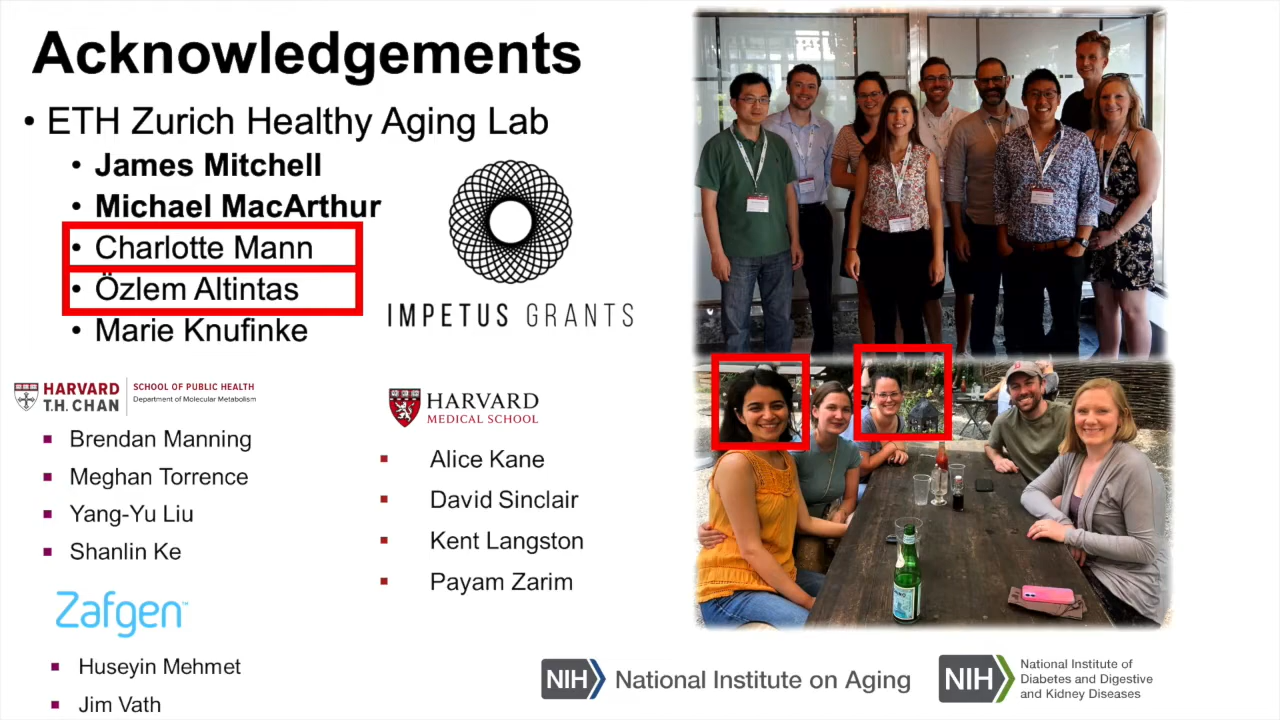 Acknowledgements
• ETH Zurich Healthy Aging Lab
• James Mitchell
• Michael MacArthur
• Charlotte Mann
• Özlem Altintas
• Marie Knufinke
IMPETUS GRANTS
HARVARD
T.H. CHAN
SCHOOL OF PUBLIC HEALTH
Department of Molecular Metabolism
▪ Brendan Manning
▪ Meghan Torrence
▪ Yang-Yu Liu
▪ Shanlin Ke
HARVARD
MEDICAL SCHOOL
▪ Alice Kane
▪ David Sinclair
▪ Kent Langston
▪ Payam Zarim
Zafgen™
▪ Huseyin Mehmet
▪ Jim Vath
NIH National Institute on Aging
NIH
National Institute of
Diabetes and Digestive
and Kidney Diseases